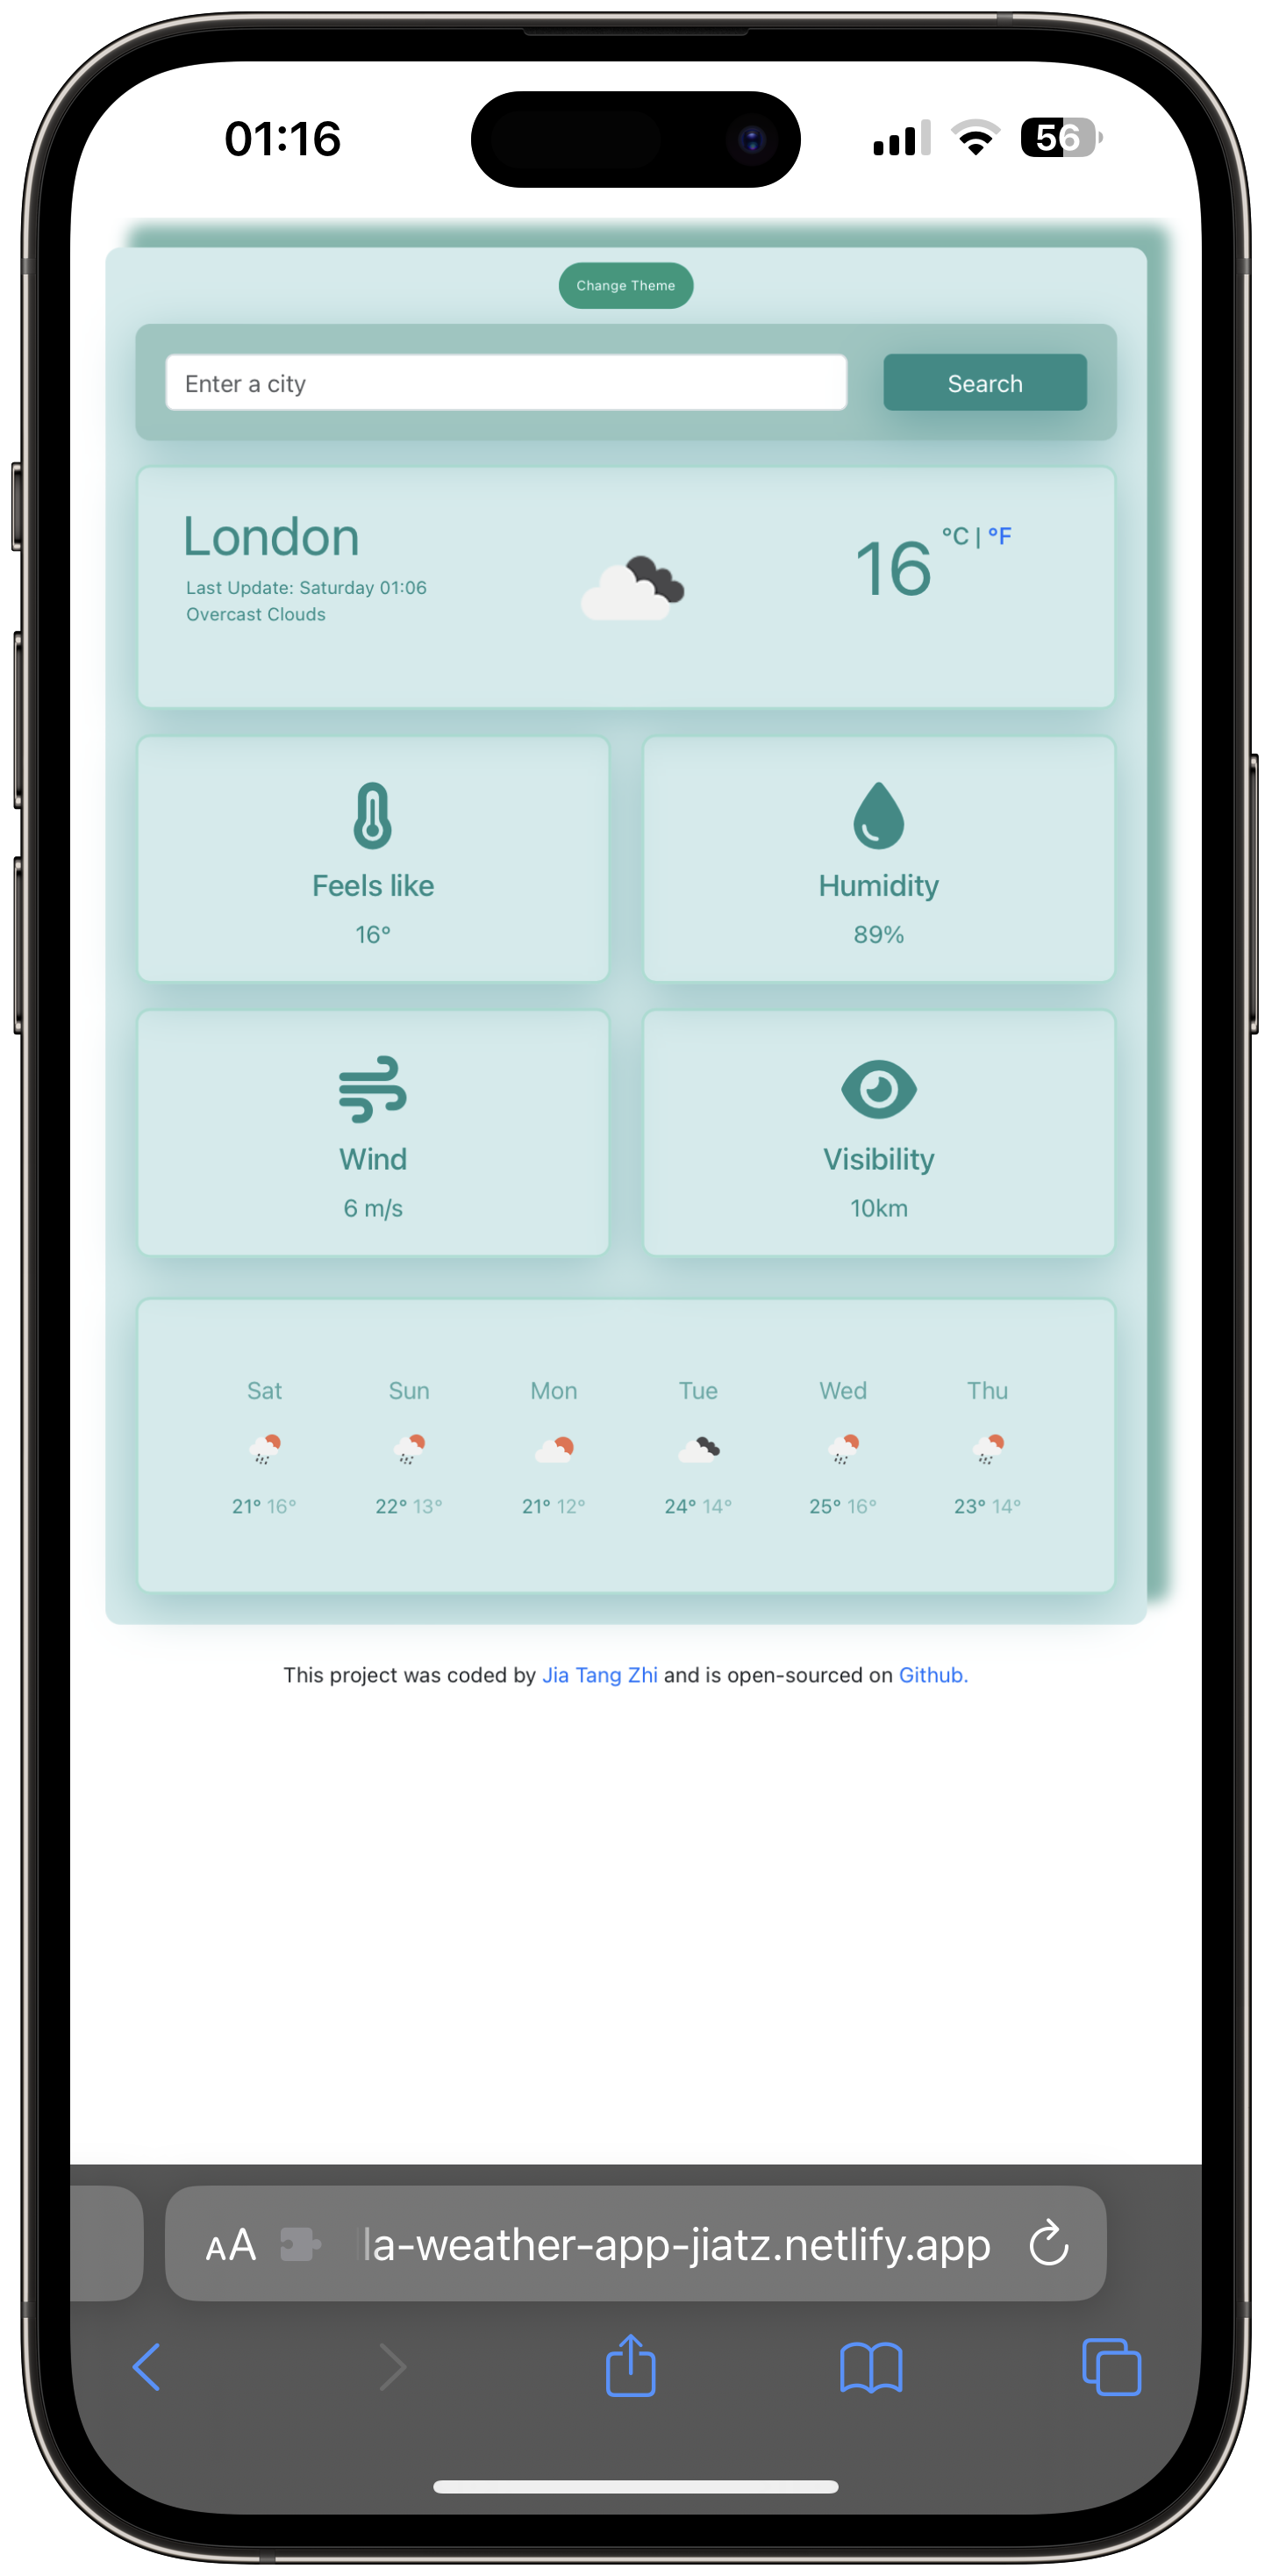 01:16
56
Change Theme
Enter a city
Search
London
16 °C | °F
Last Update: Saturday 01:06
Overcast Clouds
Feels like
16°
Humidity
89%
Wind
6 m/s
Visibility
10km
Sat Sun Mon Tue Wed Thu
21° 16° 22° 13° 21° 12° 24° 14° 25° 16° 23° 14°
This project was coded by Jia Tang Zhi and is open-sourced on Github.
AA la-weather-app-jiatz.netlify.app